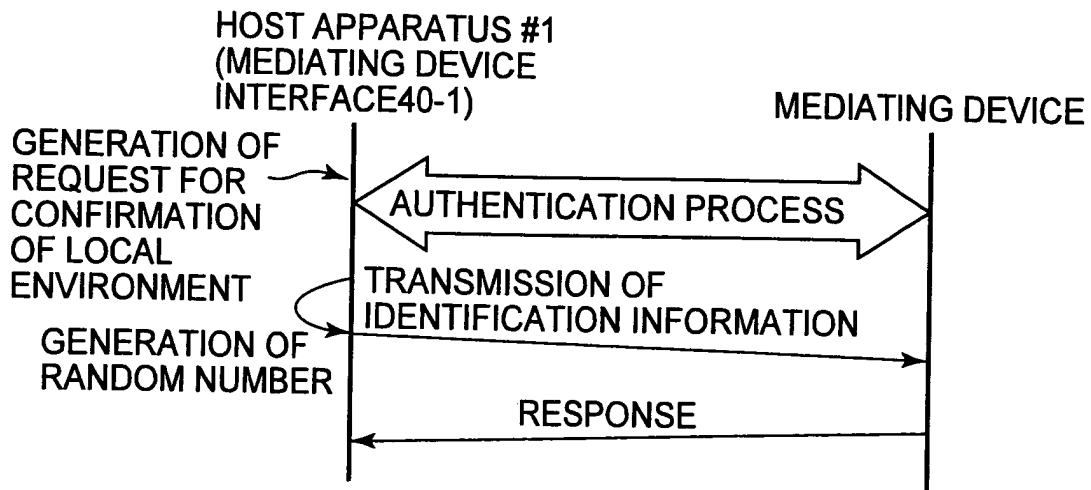 HOST APPARATUS #1
(MEDIATING DEVICE
INTERFACE40-1)
MEDIATING DEVICE
GENERATION OF
REQUEST FOR
CONFIRMATION
OF LOCAL
ENVIRONMENT
AUTHENTICATION PROCESS
TRANSMISSION OF
IDENTIFICATION INFORMATION
GENERATION OF
RANDOM NUMBER
RESPONSE